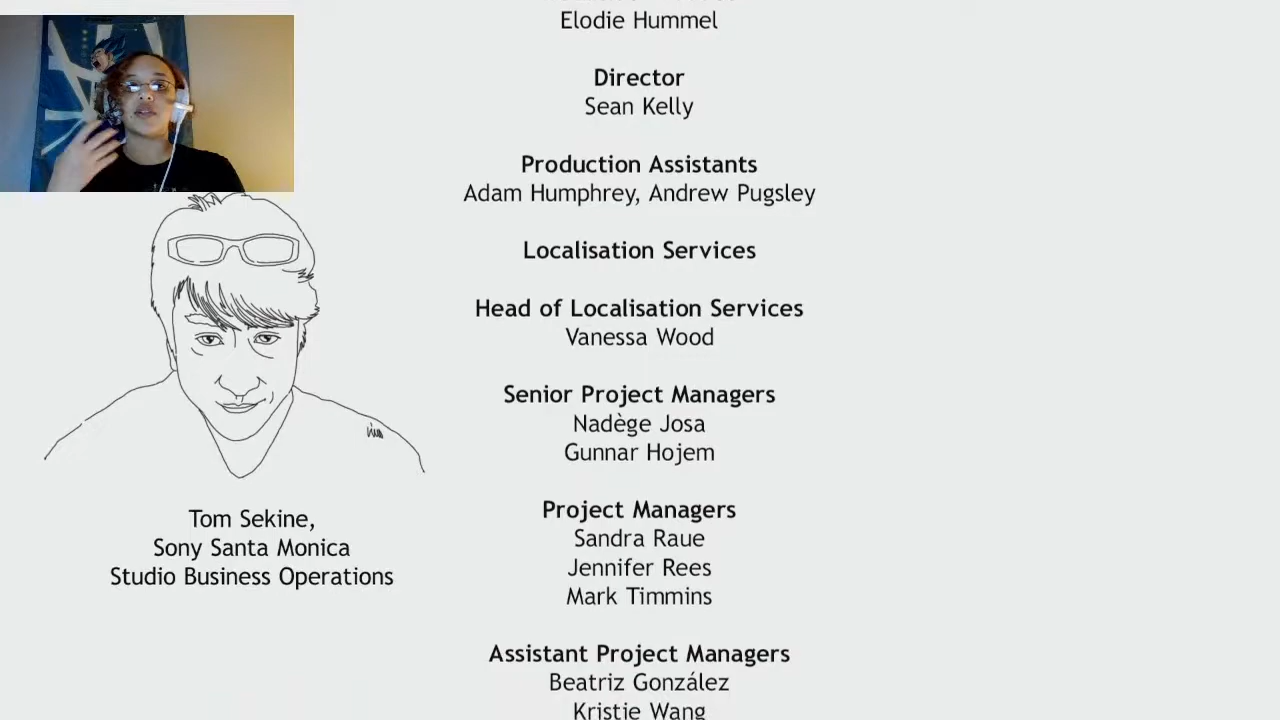 Elodie Hummel
Director
Sean Kelly
Production Assistants
Adam Humphrey, Andrew Pugsley
Localisation Services
Head of Localisation Services
Vanessa Wood
Senior Project Managers
Nadège Josa
Gunnar Hojem
Project Managers
Sandra Raue
Jennifer Rees
Mark Timmins
Assistant Project Managers
Beatriz González
Kristie Wang
Tom Sekine,
Sony Santa Monica
Studio Business Operations